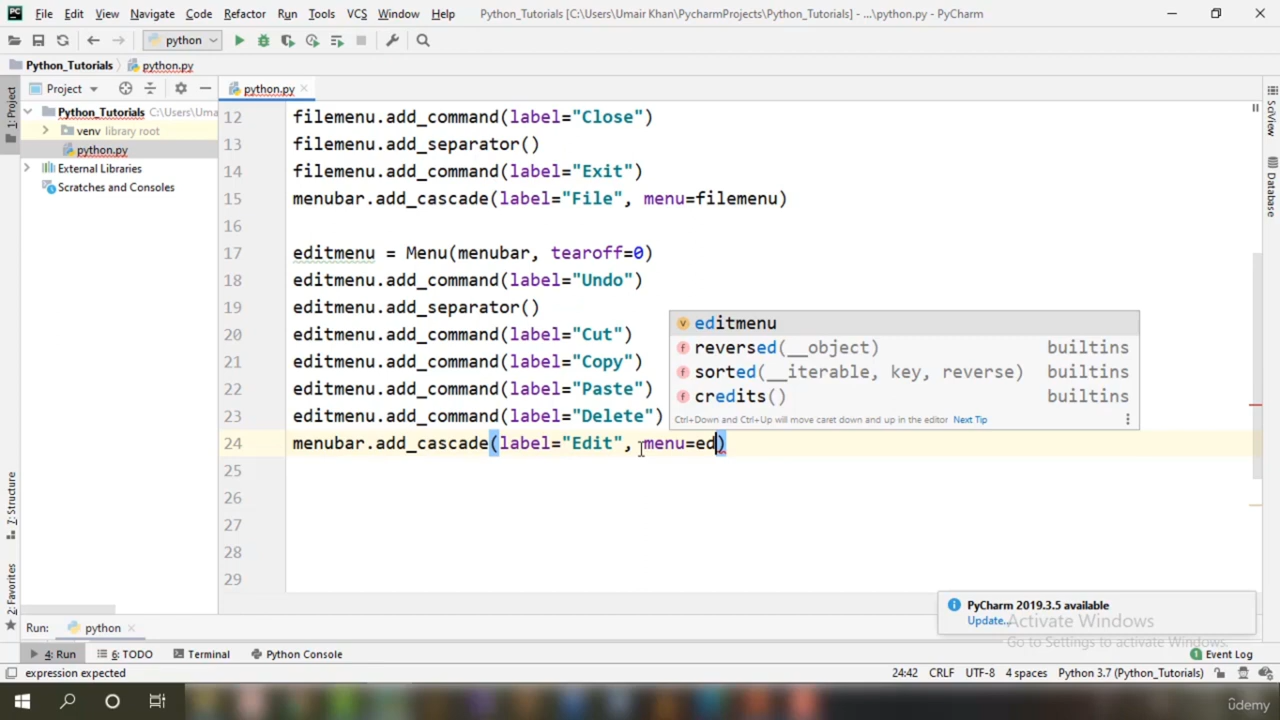 File Edit View Navigate Code Refactor Run Tools VCS Window Help Python_Tutorials [C:\Users\Umair Khan\PycharmProjects\Python_Tutorials] - ...\python.py - PyCharm
python
Python_Tutorials python.py
Project python.py
1: Project
Python_Tutorials C:\Users\Uma
venv library root
python.py
External Libraries
Scratches and Consoles
12 filemenu.add_command(label="Close")
13 filemenu.add_separator()
14 filemenu.add_command(label="Exit")
15 menubar.add_cascade(label="File", menu=filemenu)
16
17 editmenu = Menu(menubar, tearoff=0)
18 editmenu.add_command(label="Undo")
19 editmenu.add_separator()
20 editmenu.add_command(label="Cut")
21 editmenu.add_command(label="Copy")
22 editmenu.add_command(label="Paste")
23 editmenu.add_command(label="Delete")
24 menubar.add_cascade(label="Edit", menu=ed)
25
26
27
28
29
v editmenu
f reversed(__object) builtins
f sorted(__iterable, key, reverse) builtins
f credits() builtins
Ctrl+Down and Ctrl+Up will move caret down and up in the editor Next Tip
SciView
Database
Z: Structure
2: Favorites
PyCharm 2019.3.5 available
Update...
Activate Windows
Go to Settings to activate Windows.
Run: python
4: Run 6: TODO Terminal Python Console 1 Event Log
expression expected 24:42 CRLF UTF-8 4 spaces Python 3.7 (Python_Tutorials)
ûdemy